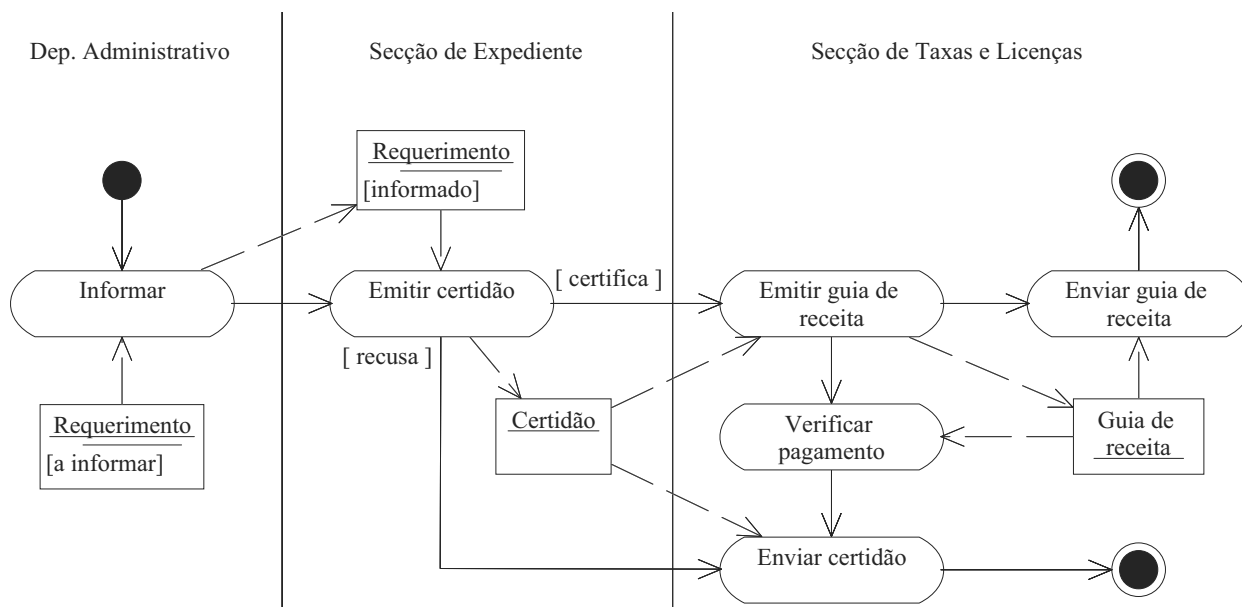 Dep. Administrativo
Secção de Expediente
Secção de Taxas e Licenças
Requerimento
[informado]
Informar
Emitir certidão
[ certifica ]
Emitir guia de
receita
Enviar guia de
receita
[ recusa ]
Requerimento
[a informar]
Certidão
Verificar
pagamento
Guia de
receita
Enviar certidão